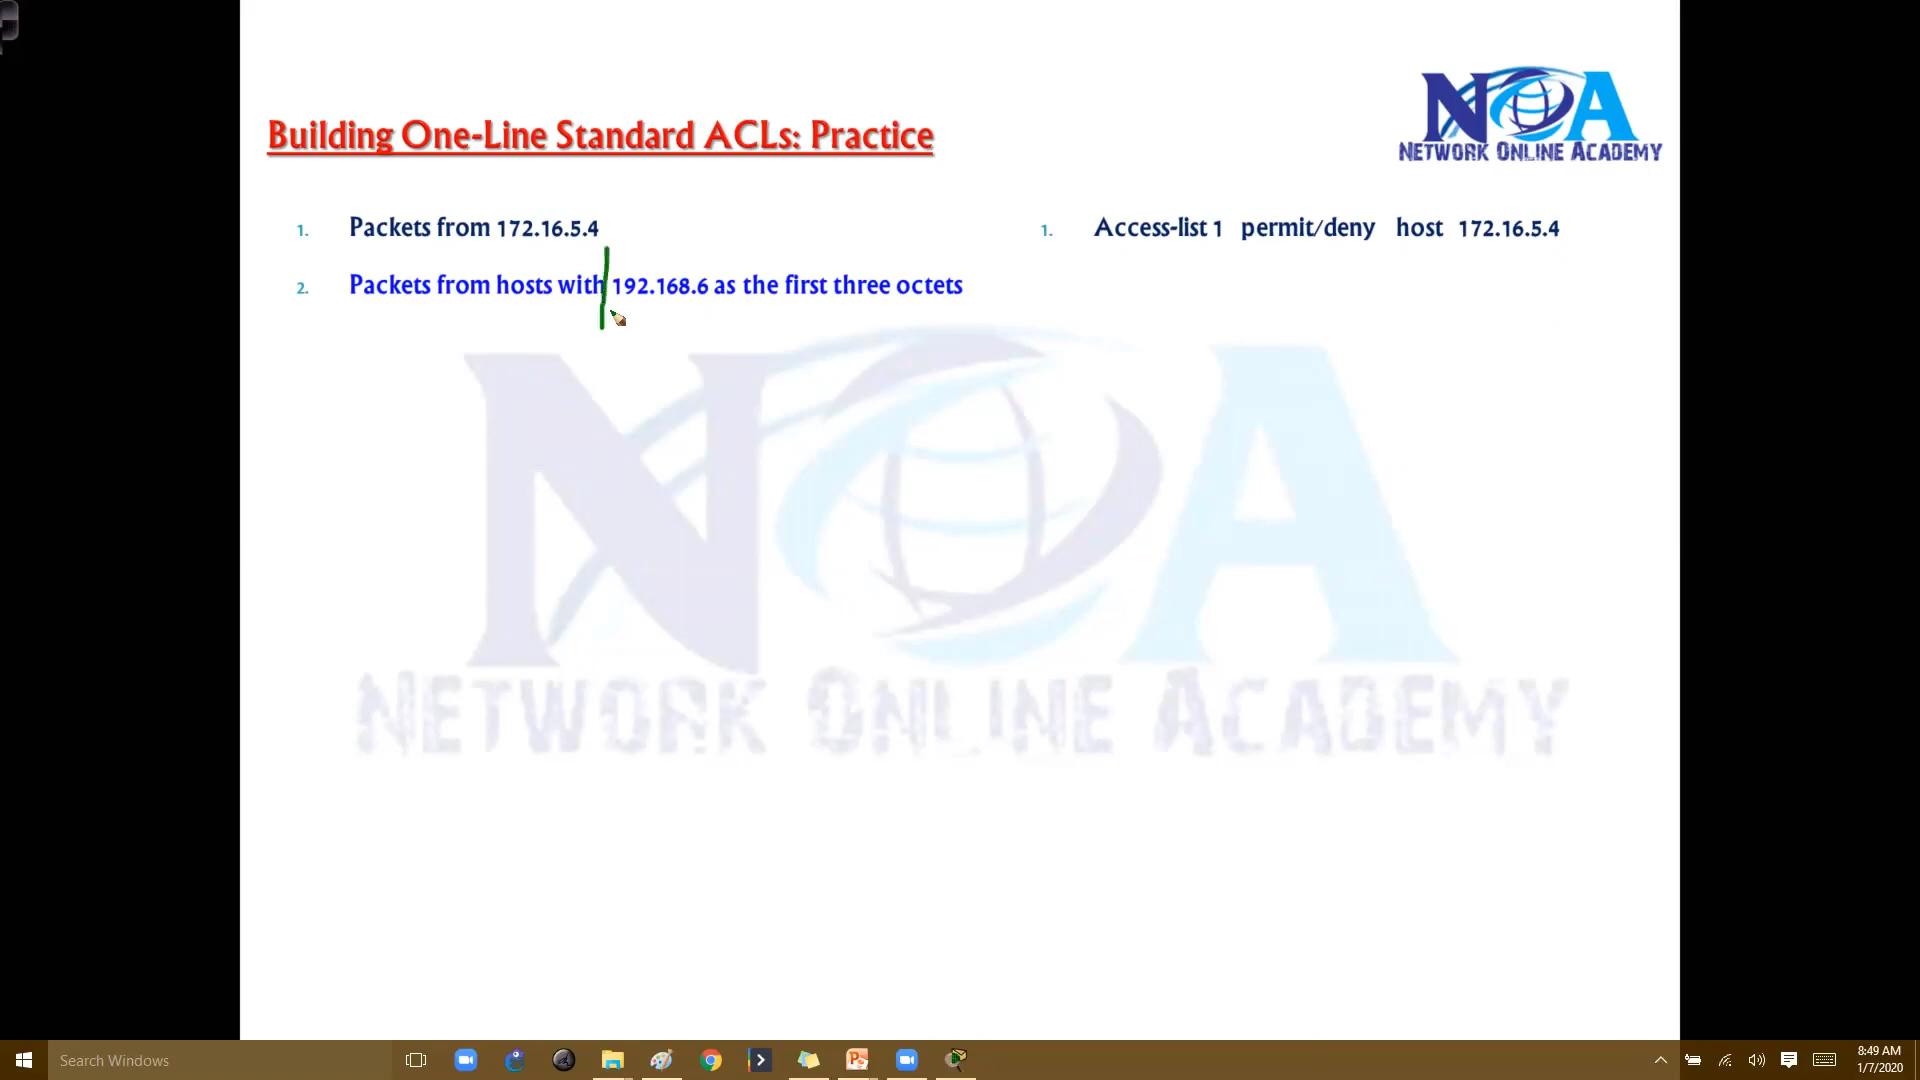 NOA
NETWORK ONLINE ACADEMY
Building One-Line Standard ACLs: Practice
1. Packets from 172.16.5.4
1. Access-list 1 permit/deny host 172.16.5.4
2. Packets from hosts with 192.168.6 as the first three octets
NOA
NETWORK ONLINE ACADEMY
Search Windows
8:49 AM
1/7/2020